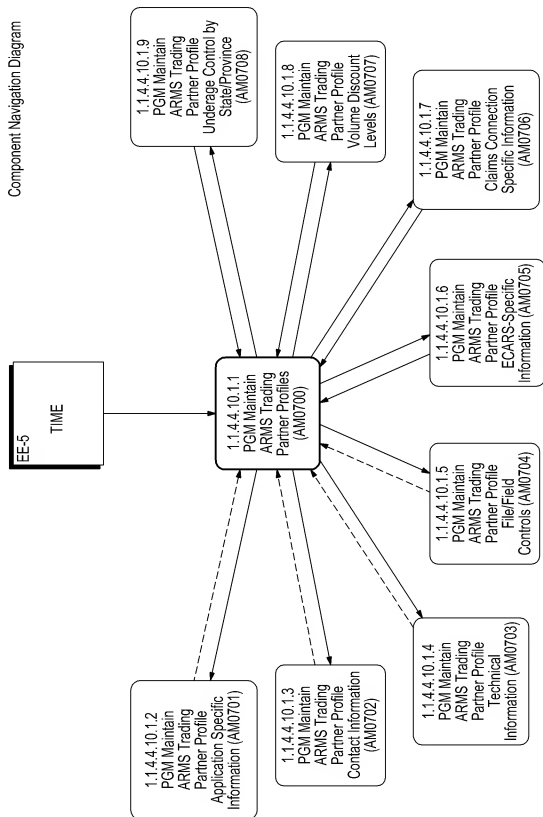 Component Navigation Diagram
EE-5
TIME
1.1.4.4.10.1.1
PGM Maintain
ARMS Trading
Partner Profiles
(AM0700)
1.1.4.4.10.1.2
PGM Maintain
ARMS Trading
Partner Profile
Application Specific
Information (AM0701)
1.1.4.4.10.1.3
PGM Maintain
ARMS Trading
Partner Profile
Contact Information
(AM0702)
1.1.4.4.10.1.4
PGM Maintain
ARMS Trading
Partner Profile
Technical
Information (AM0703)
1.1.4.4.10.1.5
PGM Maintain
ARMS Trading
Partner Profile
File/Field
Controls (AM0704)
1.1.4.4.10.1.6
PGM Maintain
ARMS Trading
Partner Profile
ECARS-Specific
Information (AM0705)
1.1.4.4.10.1.7
PGM Maintain
ARMS Trading
Partner Profile
Claims Connection
Specific Information
(AM0706)
1.1.4.4.10.1.8
PGM Maintain
ARMS Trading
Partner Profile
Volume Discount
Levels (AM0707)
1.1.4.4.10.1.9
PGM Maintain
ARMS Trading
Partner Profile
Underage Control by
State/Province
(AM0708)